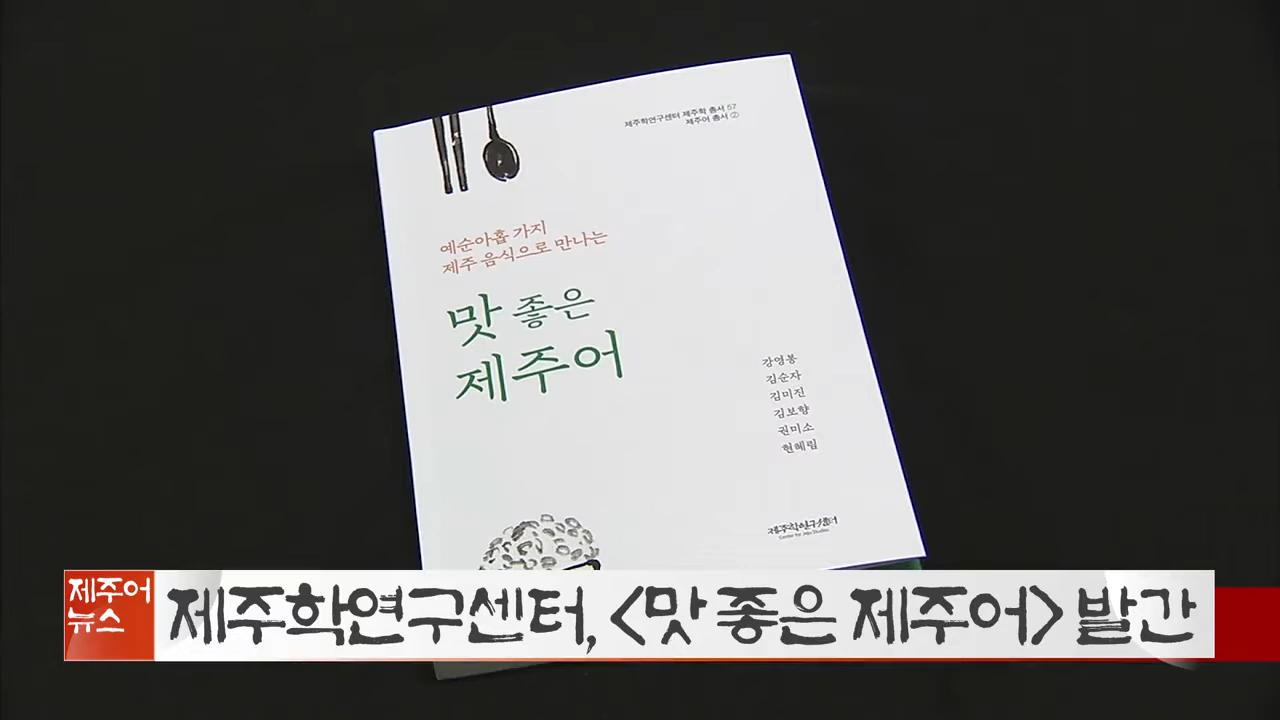 제주학연구센터 제주학 총서 57
제주어 총서 ②
예순아홉 가지
제주 음식으로 만나는
맛 좋은
제주어
강영봉
김순자
김미진
김보향
권미소
현혜림
제주학연구센터
Center for Jeju Studies
제주어
뉴스
제주학연구센터, <맛 좋은 제주어> 발간